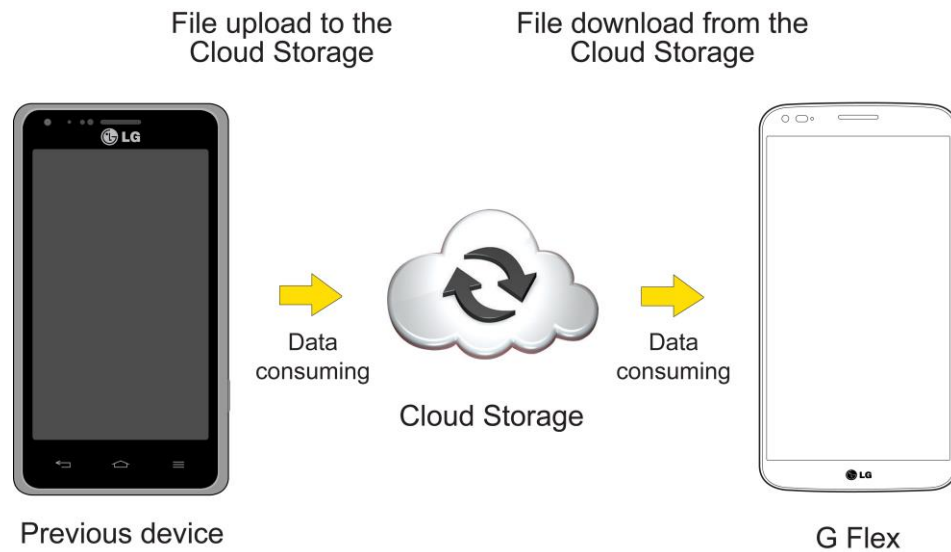 File upload to the
Cloud Storage
File download from the
Cloud Storage
LG
Data
consuming
Data
consuming
Cloud Storage
LG
Previous device
G Flex